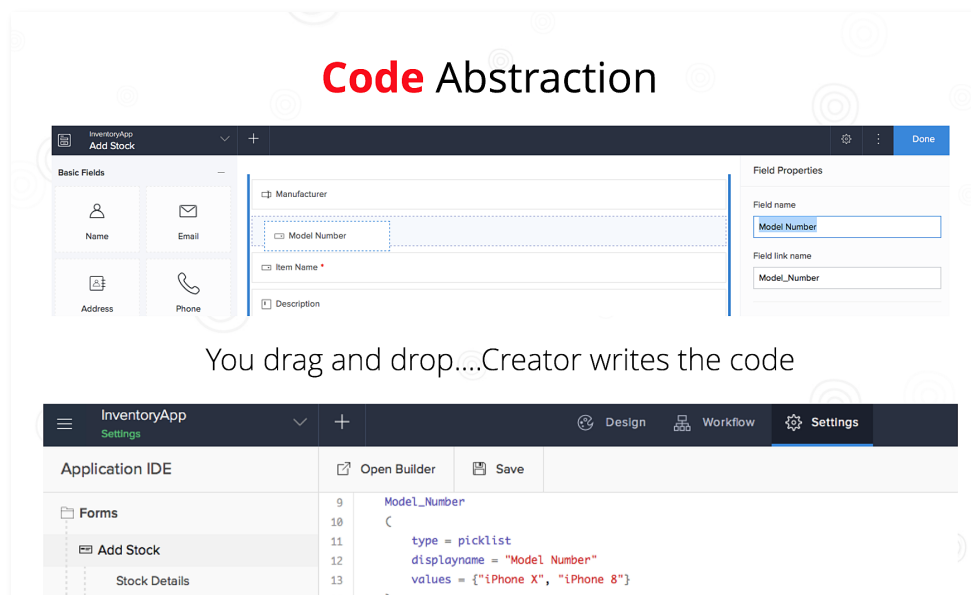 Code Abstraction
InventoryApp
Add Stock
Done
Basic Fields
Name
Email
Address
Phone
Manufacturer
Model Number
Item Name *
Description
Field Properties
Field name
Model Number
Field link name
Model_Number
You drag and drop....Creator writes the code
InventoryApp
Settings
Design
Workflow
Settings
Application IDE
Open Builder
Save
Forms
Add Stock
Stock Details
9 Model_Number
10 (
11 type = picklist
12 displayname = "Model Number"
13 values = {"iPhone X", "iPhone 8"}